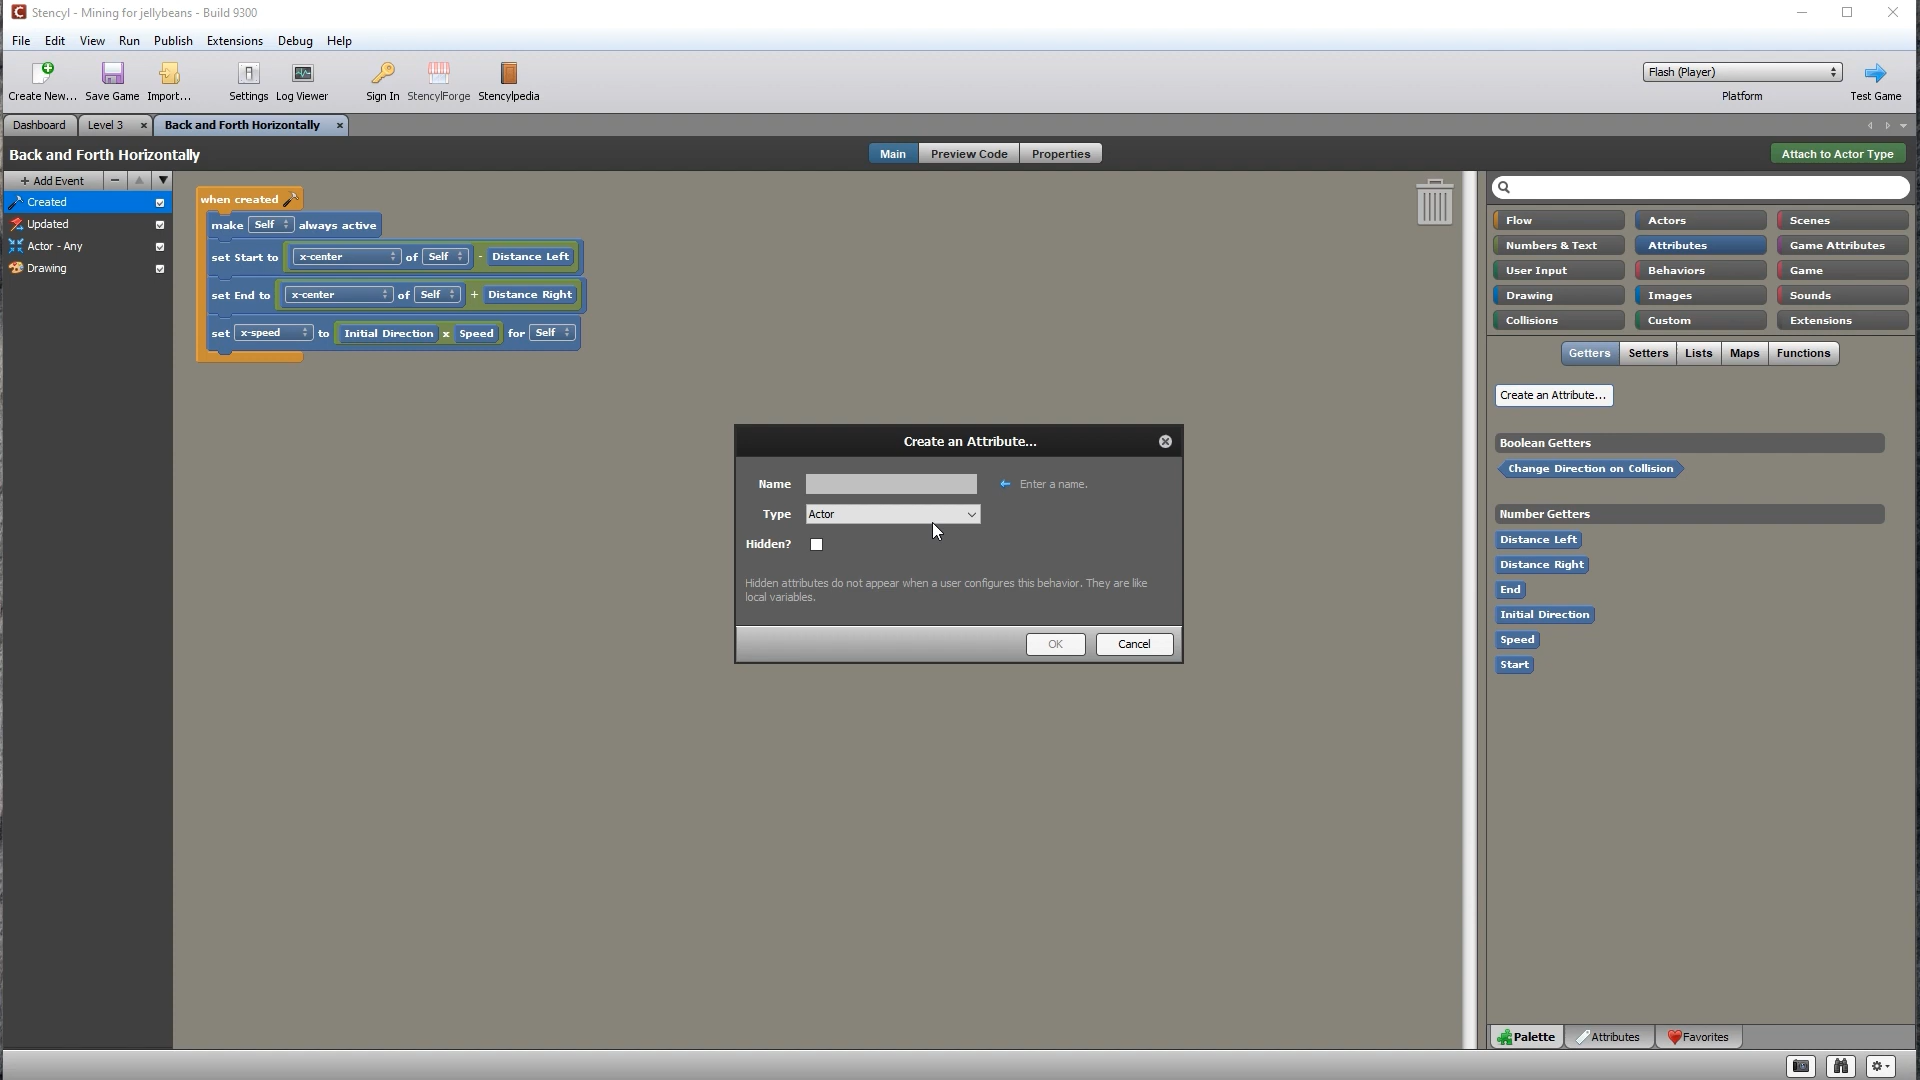 Stencyl - Mining for jellybeans - Build 9300
File Edit View Run Publish Extensions Debug Help
Create New... Save Game Import... Settings Log Viewer Sign In StencylForge Stencylpedia
Flash (Player)
Platform
Test Game
Dashboard Level 3 Back and Forth Horizontally
Back and Forth Horizontally
Main Preview Code Properties
Attach to Actor Type
+ Add Event
Created
Updated
Actor - Any
Drawing
when created
make Self always active
set Start to x-center of Self - Distance Left
set End to x-center of Self + Distance Right
set x-speed to Initial Direction x Speed for Self
Create an Attribute...
Name Enter a name.
Type Actor
Hidden?
Hidden attributes do not appear when a user configures this behavior. They are like
local variables.
OK Cancel
Flow Actors Scenes
Numbers & Text Attributes Game Attributes
User Input Behaviors Game
Drawing Images Sounds
Collisions Custom Extensions
Getters Setters Lists Maps Functions
Create an Attribute...
Boolean Getters
Change Direction on Collision
Number Getters
Distance Left
Distance Right
End
Initial Direction
Speed
Start
Palette Attributes Favorites